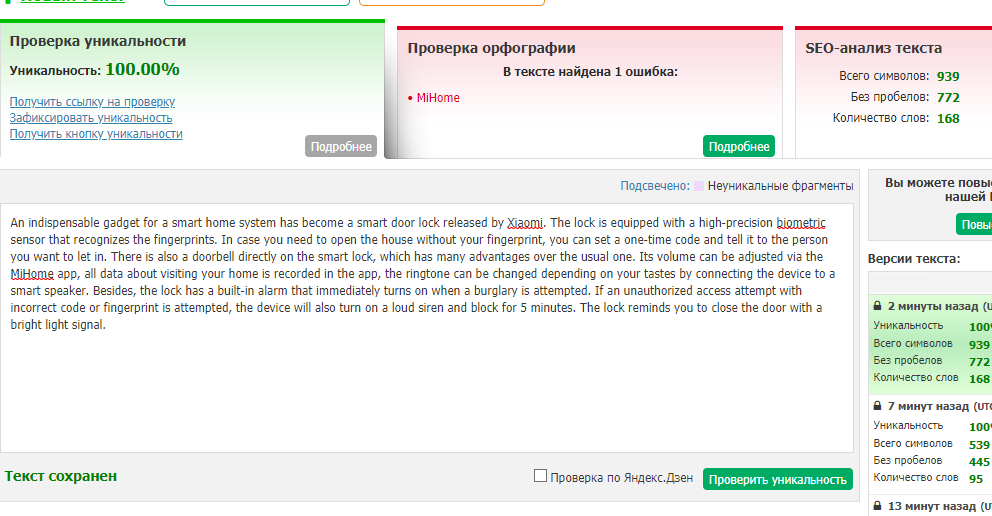 Проверка уникальности
Уникальность: 100.00%
Получить ссылку на проверку
Зафиксировать уникальность
Получить кнопку уникальности
Подробнее
Проверка орфографии
В тексте найдена 1 ошибка:
• MiHome
Подробнее
SEO-анализ текста
Всего символов: 939
Без пробелов: 772
Количество слов: 168
Подсвечено: Неуникальные фрагменты
An indispensable gadget for a smart home system has become a smart door lock released by Xiaomi. The lock is equipped with a high-precision biometric
sensor that recognizes the fingerprints. In case you need to open the house without your fingerprint, you can set a one-time code and tell it to the person
you want to let in. There is also a doorbell directly on the smart lock, which has many advantages over the usual one. Its volume can be adjusted via the
MiHome app, all data about visiting your home is recorded in the app, the ringtone can be changed depending on your tastes by connecting the device to a
smart speaker. Besides, the lock has a built-in alarm that immediately turns on when a burglary is attempted. If an unauthorized access attempt with
incorrect code or fingerprint is attempted, the device will also turn on a loud siren and block for 5 minutes. The lock reminds you to close the door with a
bright light signal.
Текст сохранен
Проверка по Яндекс.Дзен
Проверить уникальность
Вы можете
нашей
Версии текста:
2 минуты назад
Уникальность 100%
Всего символов 939
Без пробелов 772
Количество слов 168
7 минут назад (UTC
Уникальность 100%
Всего символов 539
Без пробелов 445
Количество слов 95
13 минут назад